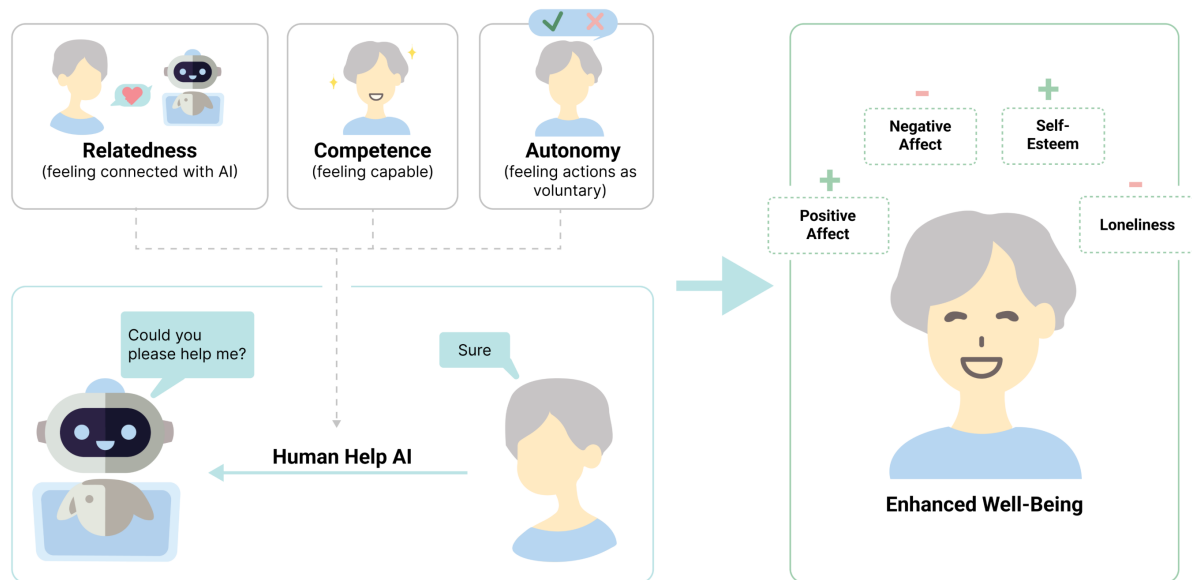 Relatedness
(feeling connected with AI)
Competence
(feeling capable)
Autonomy
(feeling actions as
voluntary)
Could you
please help me?
Sure
Human Help AI
+
Positive
Affect
-
Negative
Affect
+
Self-
Esteem
-
Loneliness
Enhanced Well-Being